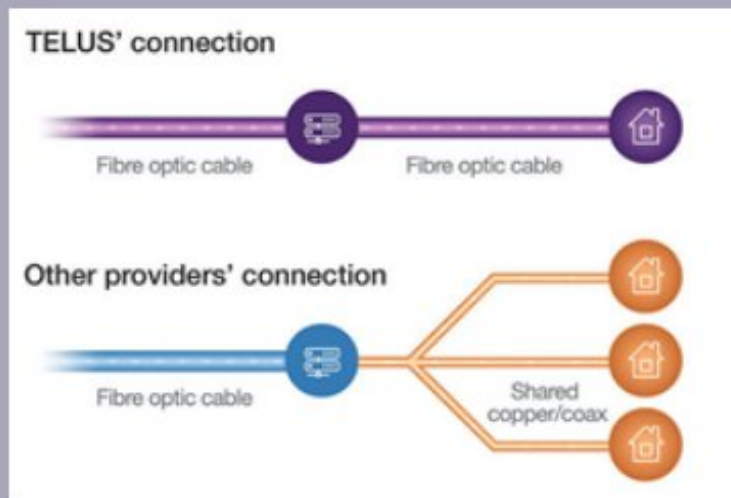 TELUS' connection
Fibre optic cable
Fibre optic cable
Other providers' connection
Fibre optic cable
Shared
copper/coax